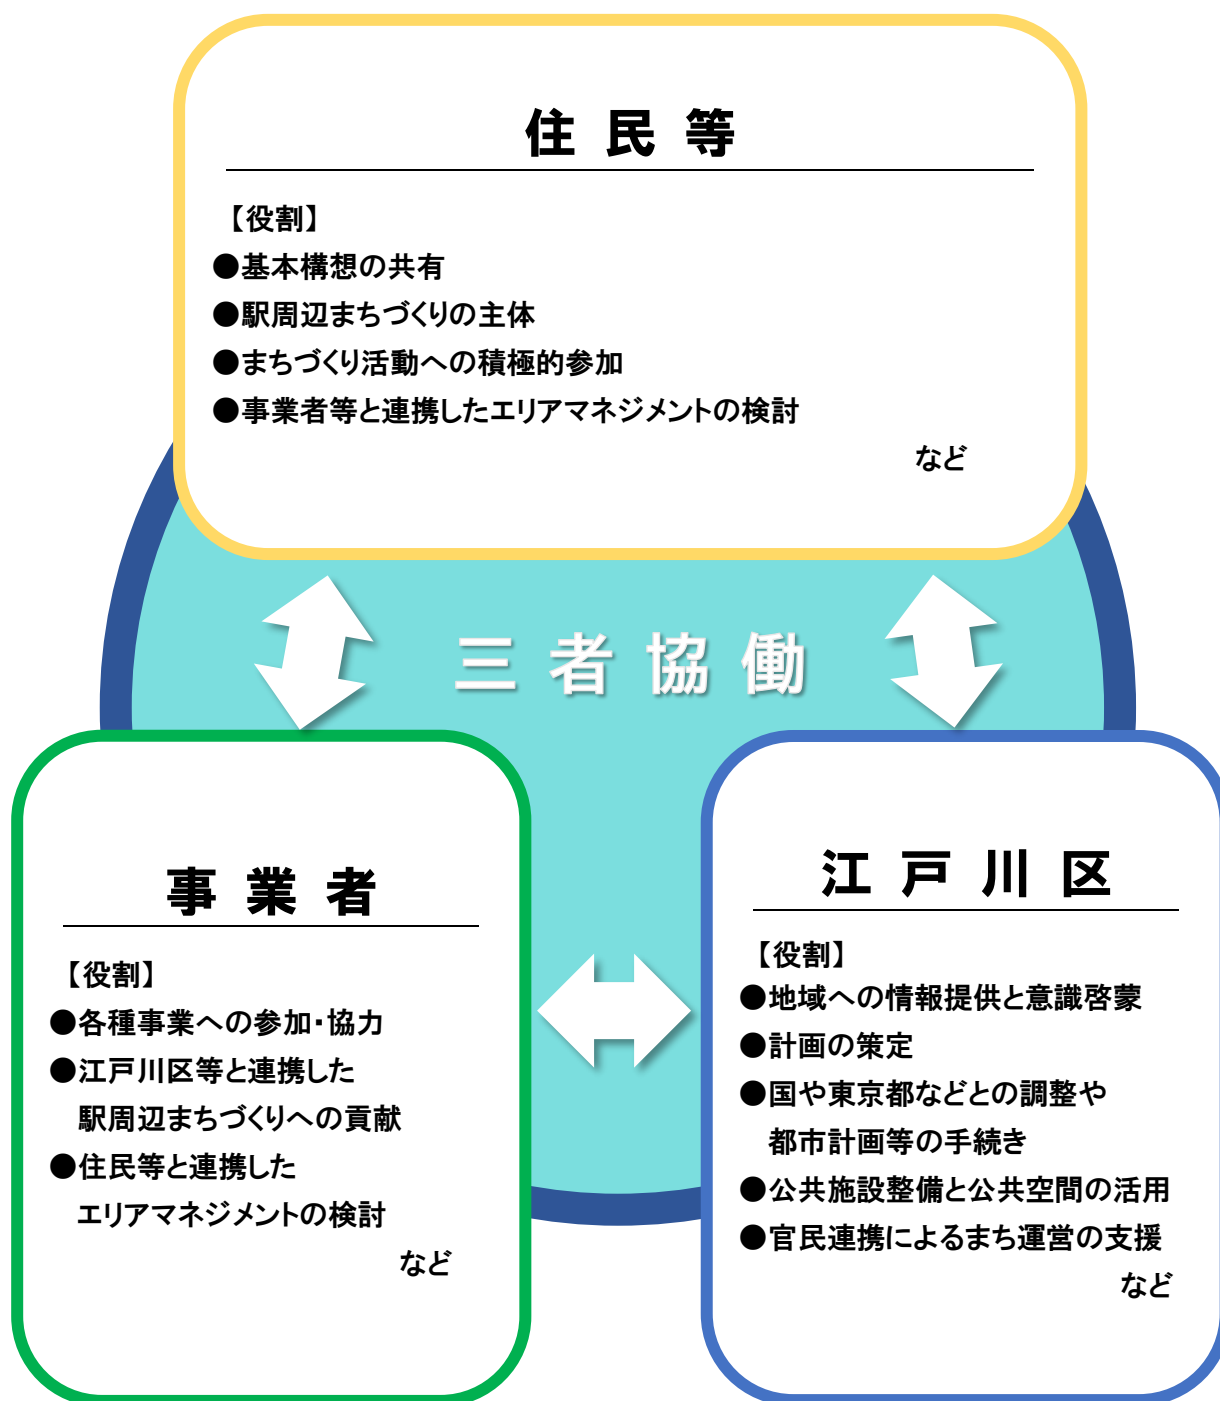 住民等
【役割】
●基本構想の共有
●駅周辺まちづくりの主体
●まちづくり活動への積極的参加
●事業者等と連携したエリアマネジメントの検討
など
三者協働
事業者
【役割】
●各種事業への参加・協力
●江戸川区等と連携した
駅周辺まちづくりへの貢献
●住民等と連携した
エリアマネジメントの検討
など
江戸川区
【役割】
●地域への情報提供と意識啓蒙
●計画の策定
●国や東京都などとの調整や
都市計画等の手続き
●公共施設整備と公共空間の活用
●官民連携によるまち運営の支援
など